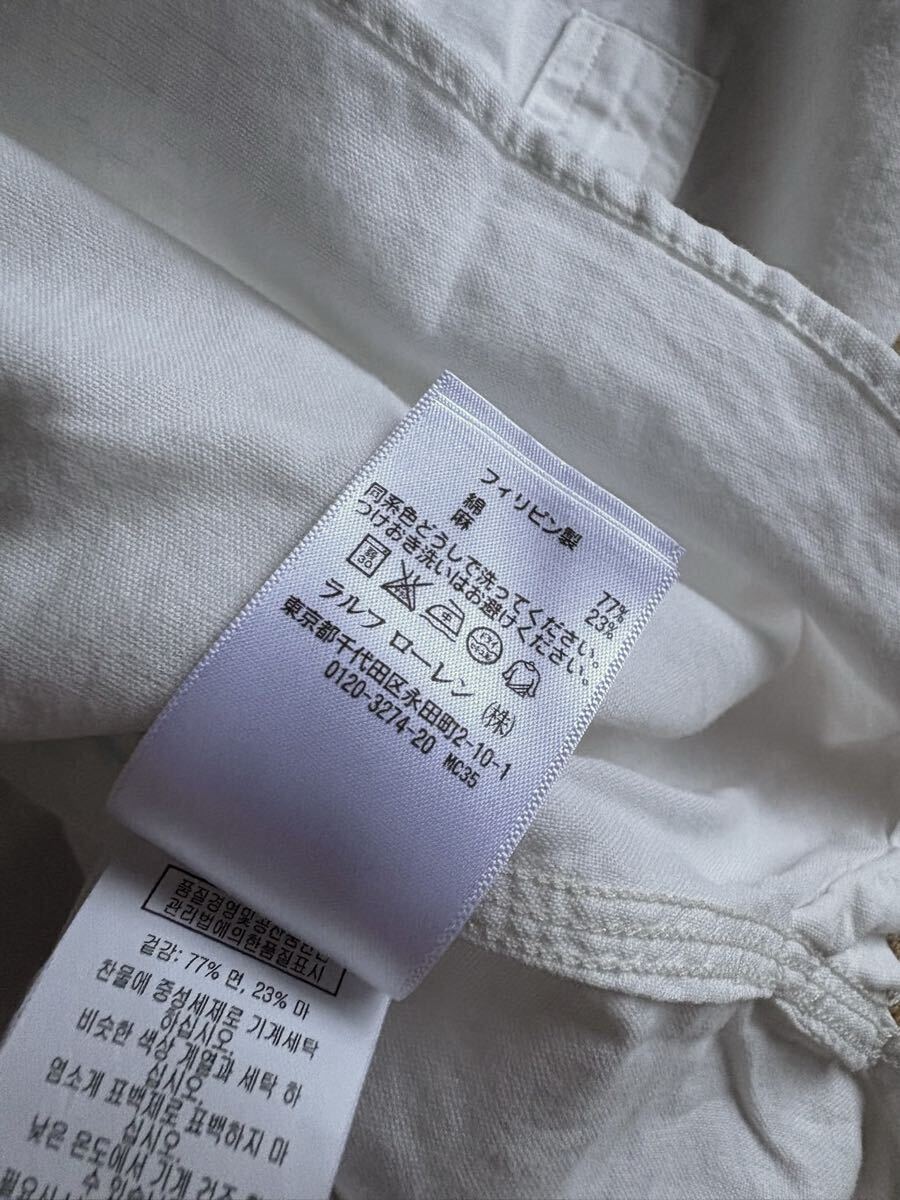 フィリピン製
綿 77%
麻 23%
同系色どうしで洗ってください。
つけおき洗いはお避けください。
弱
30
ラルフ ローレン (株)
東京都千代田区永田町2-10-1
0120-3274-20 MC35
품질경영및공산품안전
관리법에의한품질표시
겉감: 77% 면, 23% 마
찬물에 중성세제로 기계세탁
하십시오.
비슷한 색상 계열과 세탁 하
십시오.
염소계 표백제로 표백하지 마
십시오.
낮은 온도에서 기계 건조 하